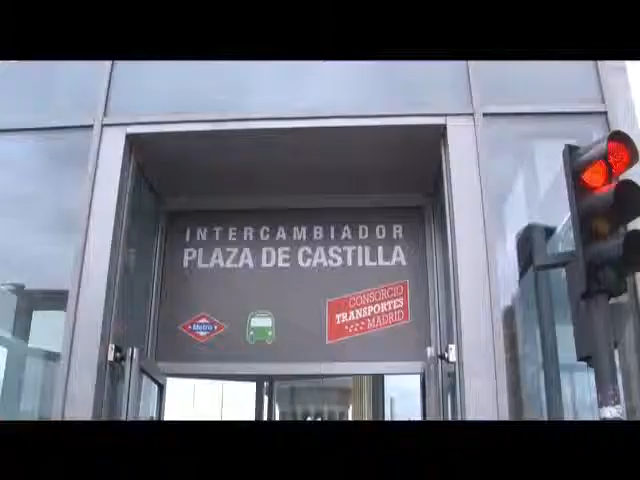 INTERCAMBIADOR
PLAZA DE CASTILLA
Metro
CONSORCIO
TRANSPORTES
MADRID